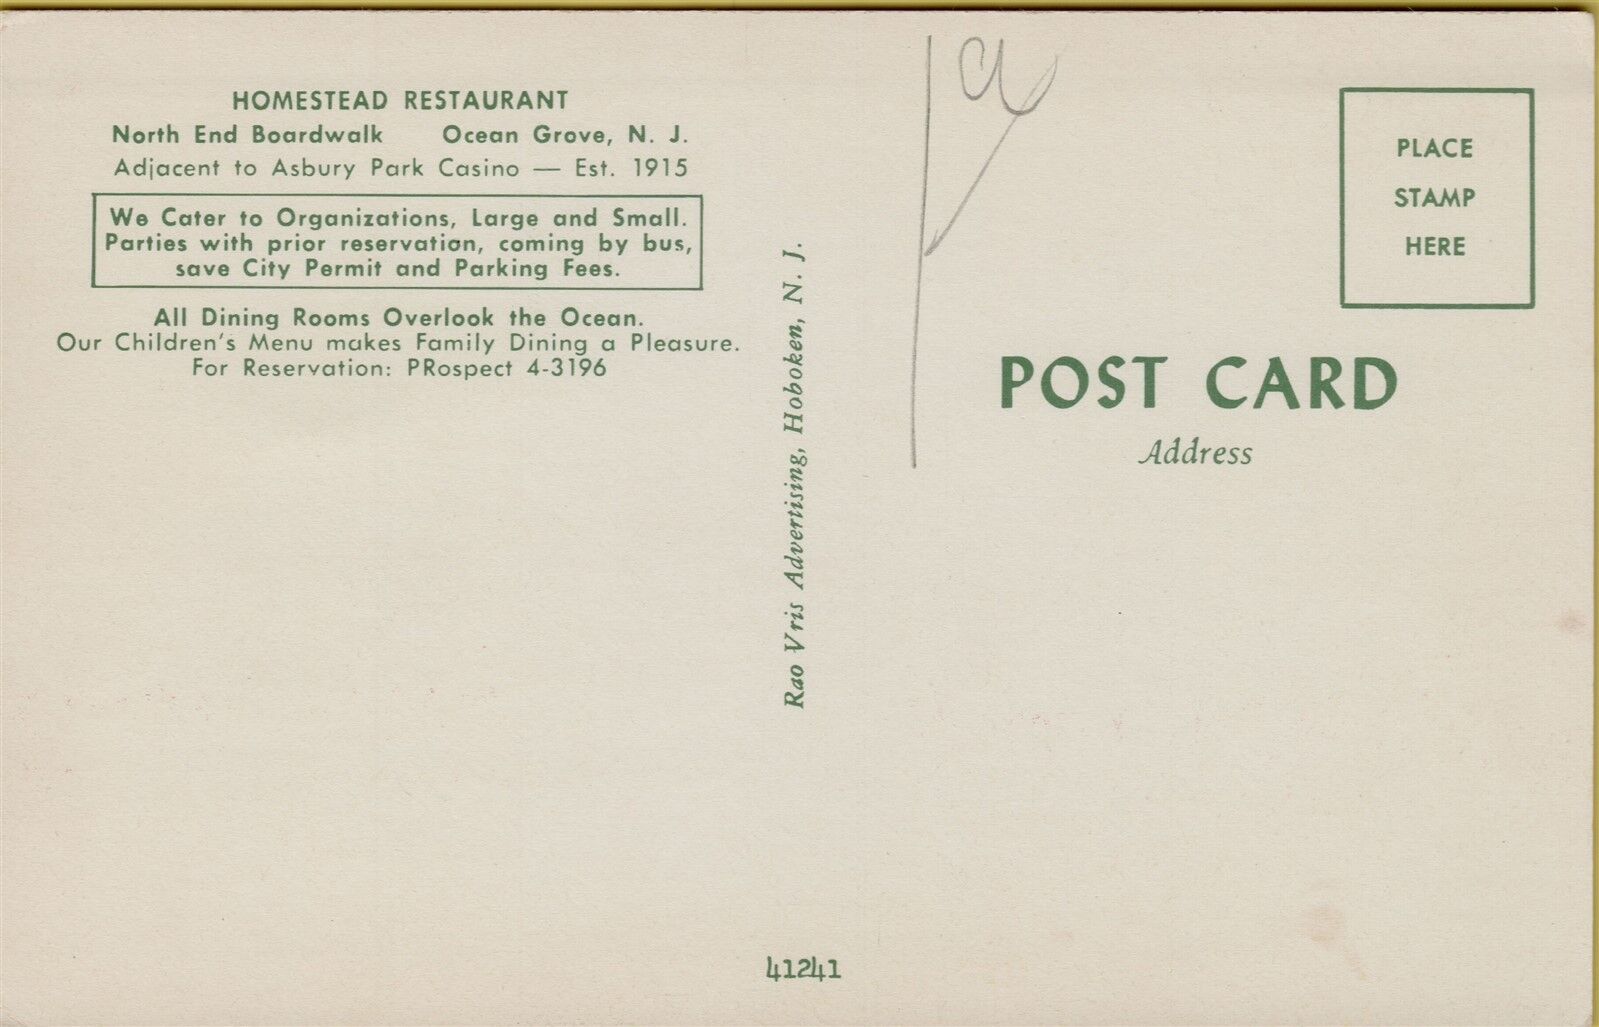 HOMESTEAD RESTAURANT
North End Boardwalk Ocean Grove, N. J.
Adjacent to Asbury Park Casino — Est. 1915
We Cater to Organizations, Large and Small.
Parties with prior reservation, coming by bus,
save City Permit and Parking Fees.
All Dining Rooms Overlook the Ocean.
Our Children's Menu makes Family Dining a Pleasure.
For Reservation: PRospect 4-3196
Rao Vris Advertising, Hoboken, N. J.
PLACE
STAMP
HERE
POST CARD
Address
41241